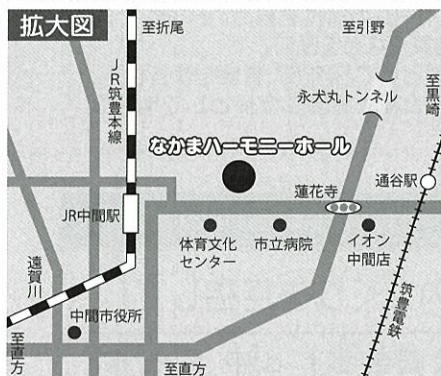 拡大図
至折尾
至引野
JR筑豊本線
永犬丸トンネル
至黒崎
なかまハーモニーホール
通谷駅
蓮花寺
JR中間駅
体育文化
センター
市立病院
イオン
中間店
遠賀川
中間市役所
筑豊電鉄
至直方
至直方